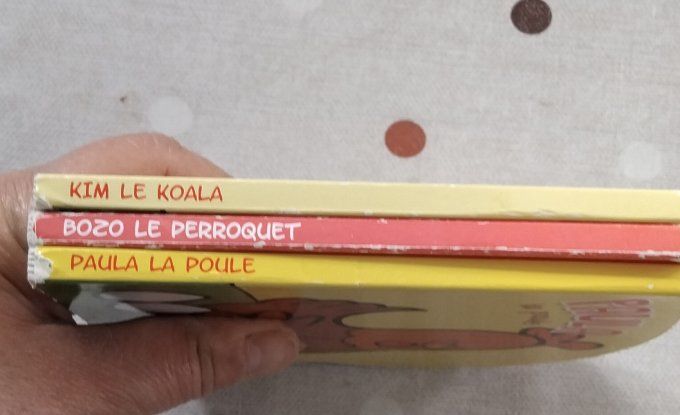 KIM LE KOALA
BOZO LE PERROQUET
PAULA LA POULE